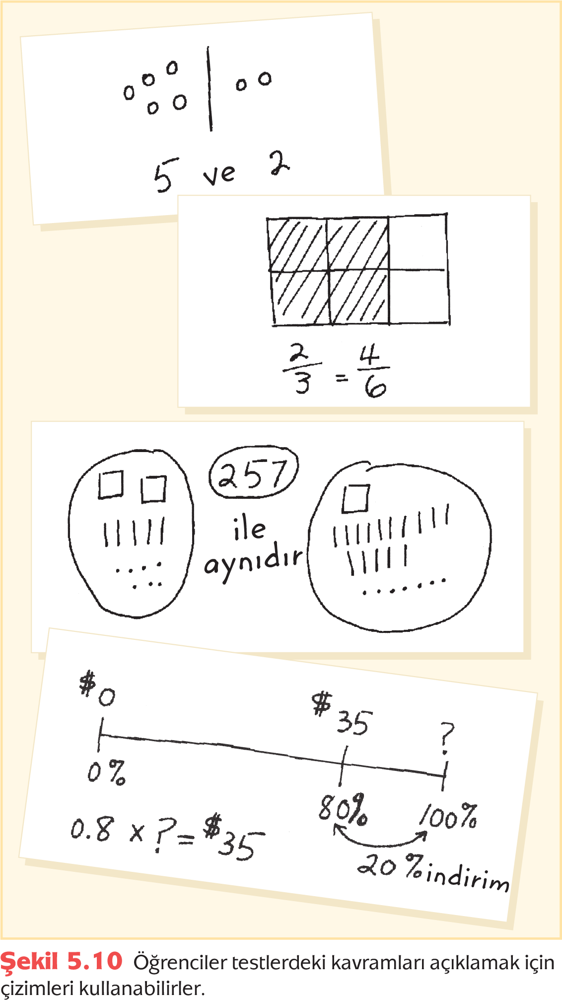 5 ve 2
2/3 = 4/6
257
ile
aynıdır
$0
$35
?
0%
80%
100%
0.8 x ? = $35
20% indirim
Şekil 5.10 Öğrenciler testlerdeki kavramları açıklamak için
çizimleri kullanabilirler.